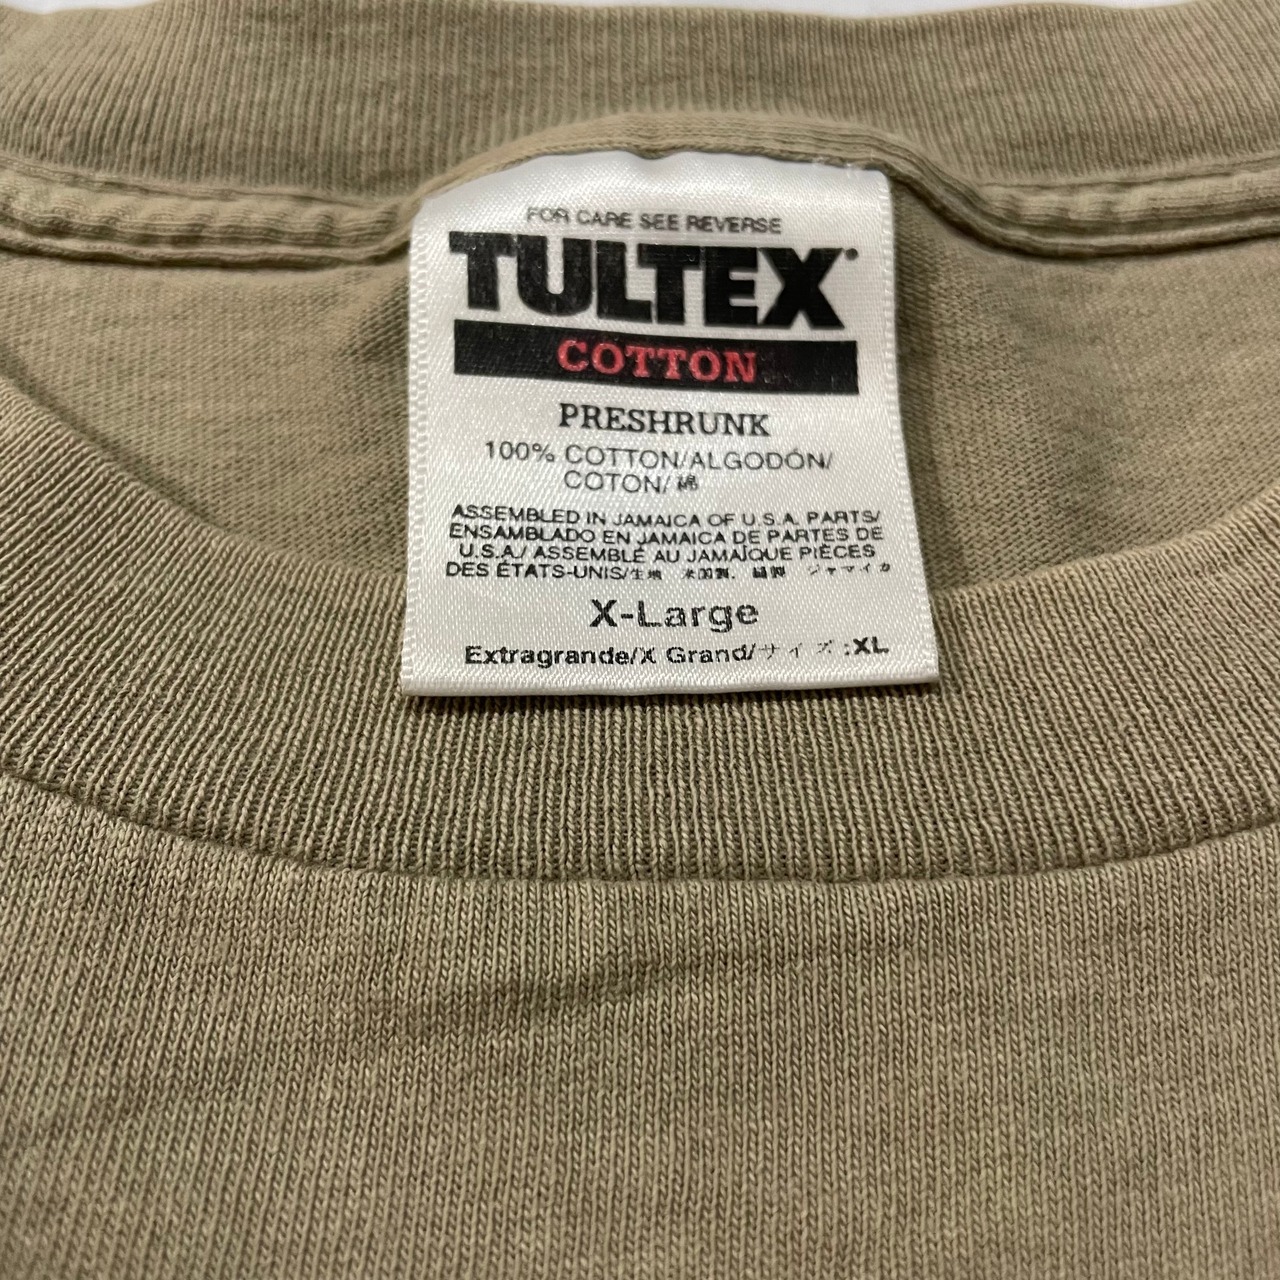 FOR CARE SEE REVERSE
TULTEX
COTTON
PRESHRUNK
100% COTTON/ALGODÓN/
COTON/綿
ASSEMBLED IN JAMAICA OF U.S.A. PARTS/
ENSAMBLADO EN JAMAICA DE PARTES DE
U.S.A./ ASSEMBLÉ AU JAMAÏQUE PIÈCES
DES ÉTATS-UNIS/生地 米国製. 縫製 ジャマイカ
X-Large
Extragrande/X Grand/サイズ:XL